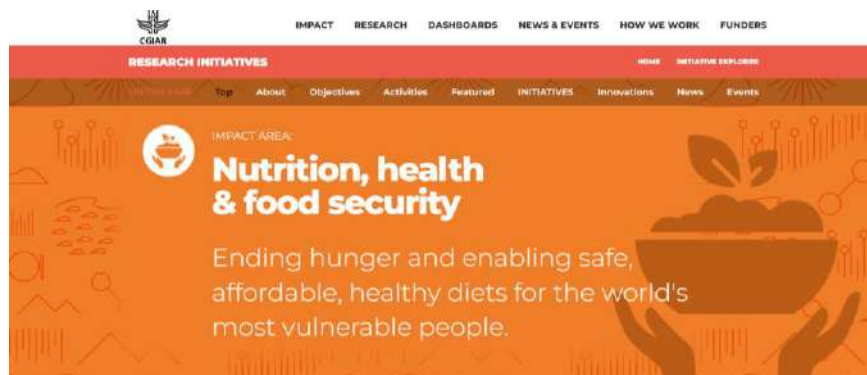 CGIAR
IMPACT RESEARCH DASHBOARDS NEWS & EVENTS HOW WE WORK FUNDERS
RESEARCH INITIATIVES
HOME INITIATIVE EXPLORER
Top About Objectives Activities Featured INITIATIVES Innovations News Events
IMPACT AREA:
Nutrition, health
& food security
Ending hunger and enabling safe,
affordable, healthy diets for the world's
most vulnerable people.